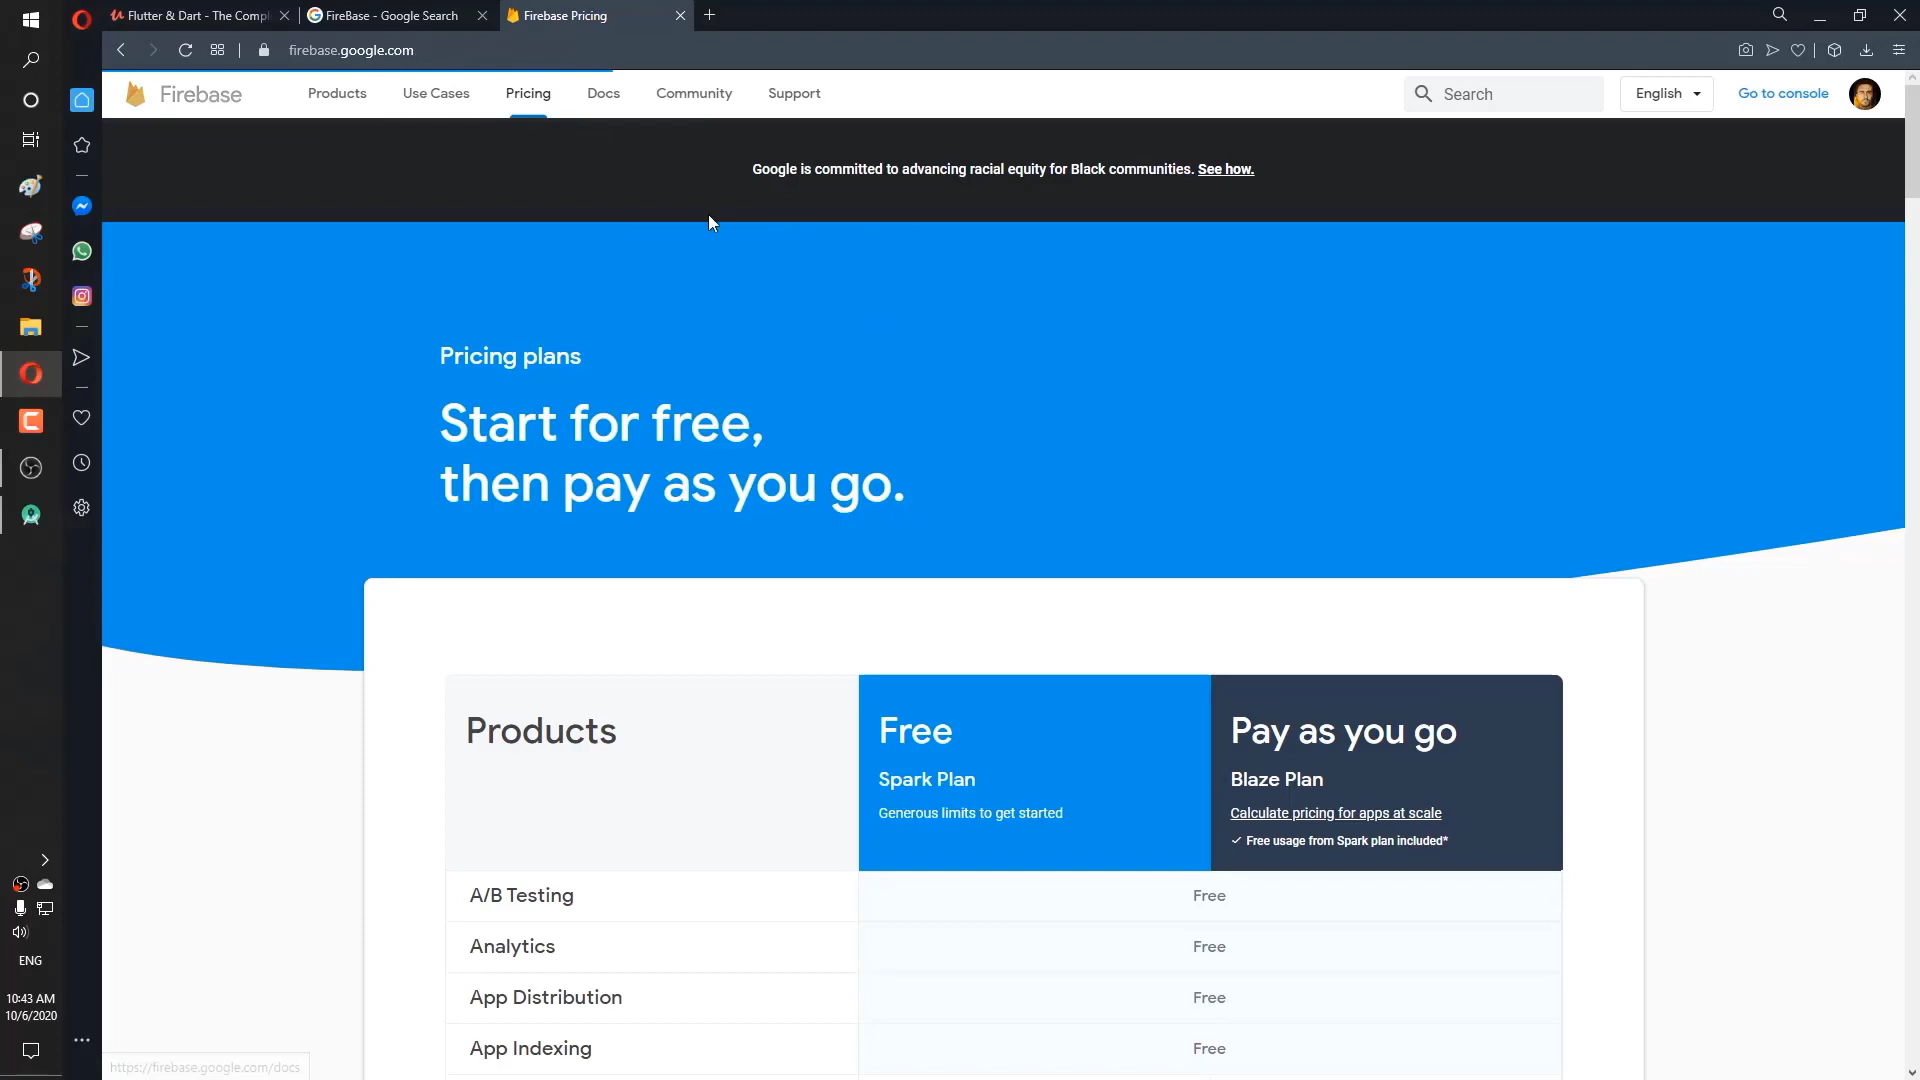 Flutter & Dart - The Compl
FireBase - Google Search
Firebase Pricing
firebase.google.com
Firebase
Products
Use Cases
Pricing
Docs
Community
Support
Search
English
Go to console
Google is committed to advancing racial equity for Black communities. See how.
Pricing plans
Start for free,
then pay as you go.
Products
Free
Spark Plan
Generous limits to get started
Pay as you go
Blaze Plan
Calculate pricing for apps at scale
✓ Free usage from Spark plan included*
A/B Testing
Free
Analytics
Free
App Distribution
Free
App Indexing
Free
ENG
10:43 AM
10/6/2020
https://firebase.google.com/docs